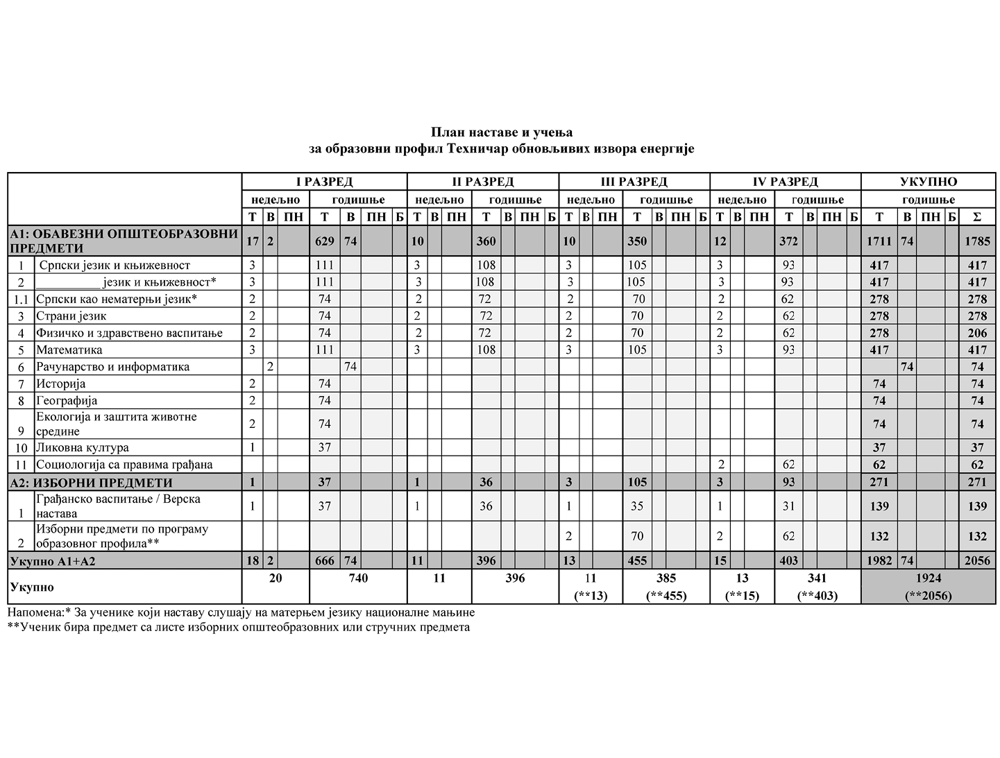 План наставе и учења
за образовни профил Техничар обновљивих извора енергије
I РАЗРЕД II РАЗРЕД III РАЗРЕД IV РАЗРЕД УКУПНО
недељно годишње недељно годишње недељно годишње недељно годишње годишње
Т В ПН Т В ПН Б Т В ПН Т В ПН Б Т В ПН Т В ПН Б Т В ПН Т В ПН Б Т В ПН Б Σ
А1: ОБАВЕЗНИ ОПШТЕОБРАЗОВНИ
ПРЕДМЕТИ 17 2 629 74 10 360 10 350 12 372 1711 74 1785
1 Српски језик и књижевност 3 111 3 108 3 105 3 93 417 417
2 __________ језик и књижевност* 3 111 3 108 3 105 3 93 417 417
1.1 Српски као нематерњи језик* 2 74 2 72 2 70 2 62 278 278
3 Страни језик 2 74 2 72 2 70 2 62 278 278
4 Физичко и здравствено васпитање 2 74 2 72 2 70 2 62 278 206
5 Математика 3 111 3 108 3 105 3 93 417 417
6 Рачунарство и информатика 2 74 74 74
7 Историја 2 74 74 74
8 Географија 2 74 74 74
Екологија и заштита животне
9 средине 2 74 74 74
10 Ликовна култура 1 37 37 37
11 Социологија са правима грађана 2 62 62 62
А2: ИЗБОРНИ ПРЕДМЕТИ 1 37 1 36 3 105 3 93 271 271
Грађанско васпитање / Верска
1 настава 1 37 1 36 1 35 1 31 139 139
Изборни предмети по програму
2 образовног профила** 2 70 2 62 132 132
Укупно А1+А2 18 2 666 74 11 396 13 455 15 403 1982 74 2056
Укупно 20 740 11 396 11 385 13 341 1924
(**13) (**455) (**15) (**403) (**2056)
Напомена:* За ученике који наставу слушају на матерњем језику националне мањине
**Ученик бира предмет са листе изборних општеобразовних или стручних предмета